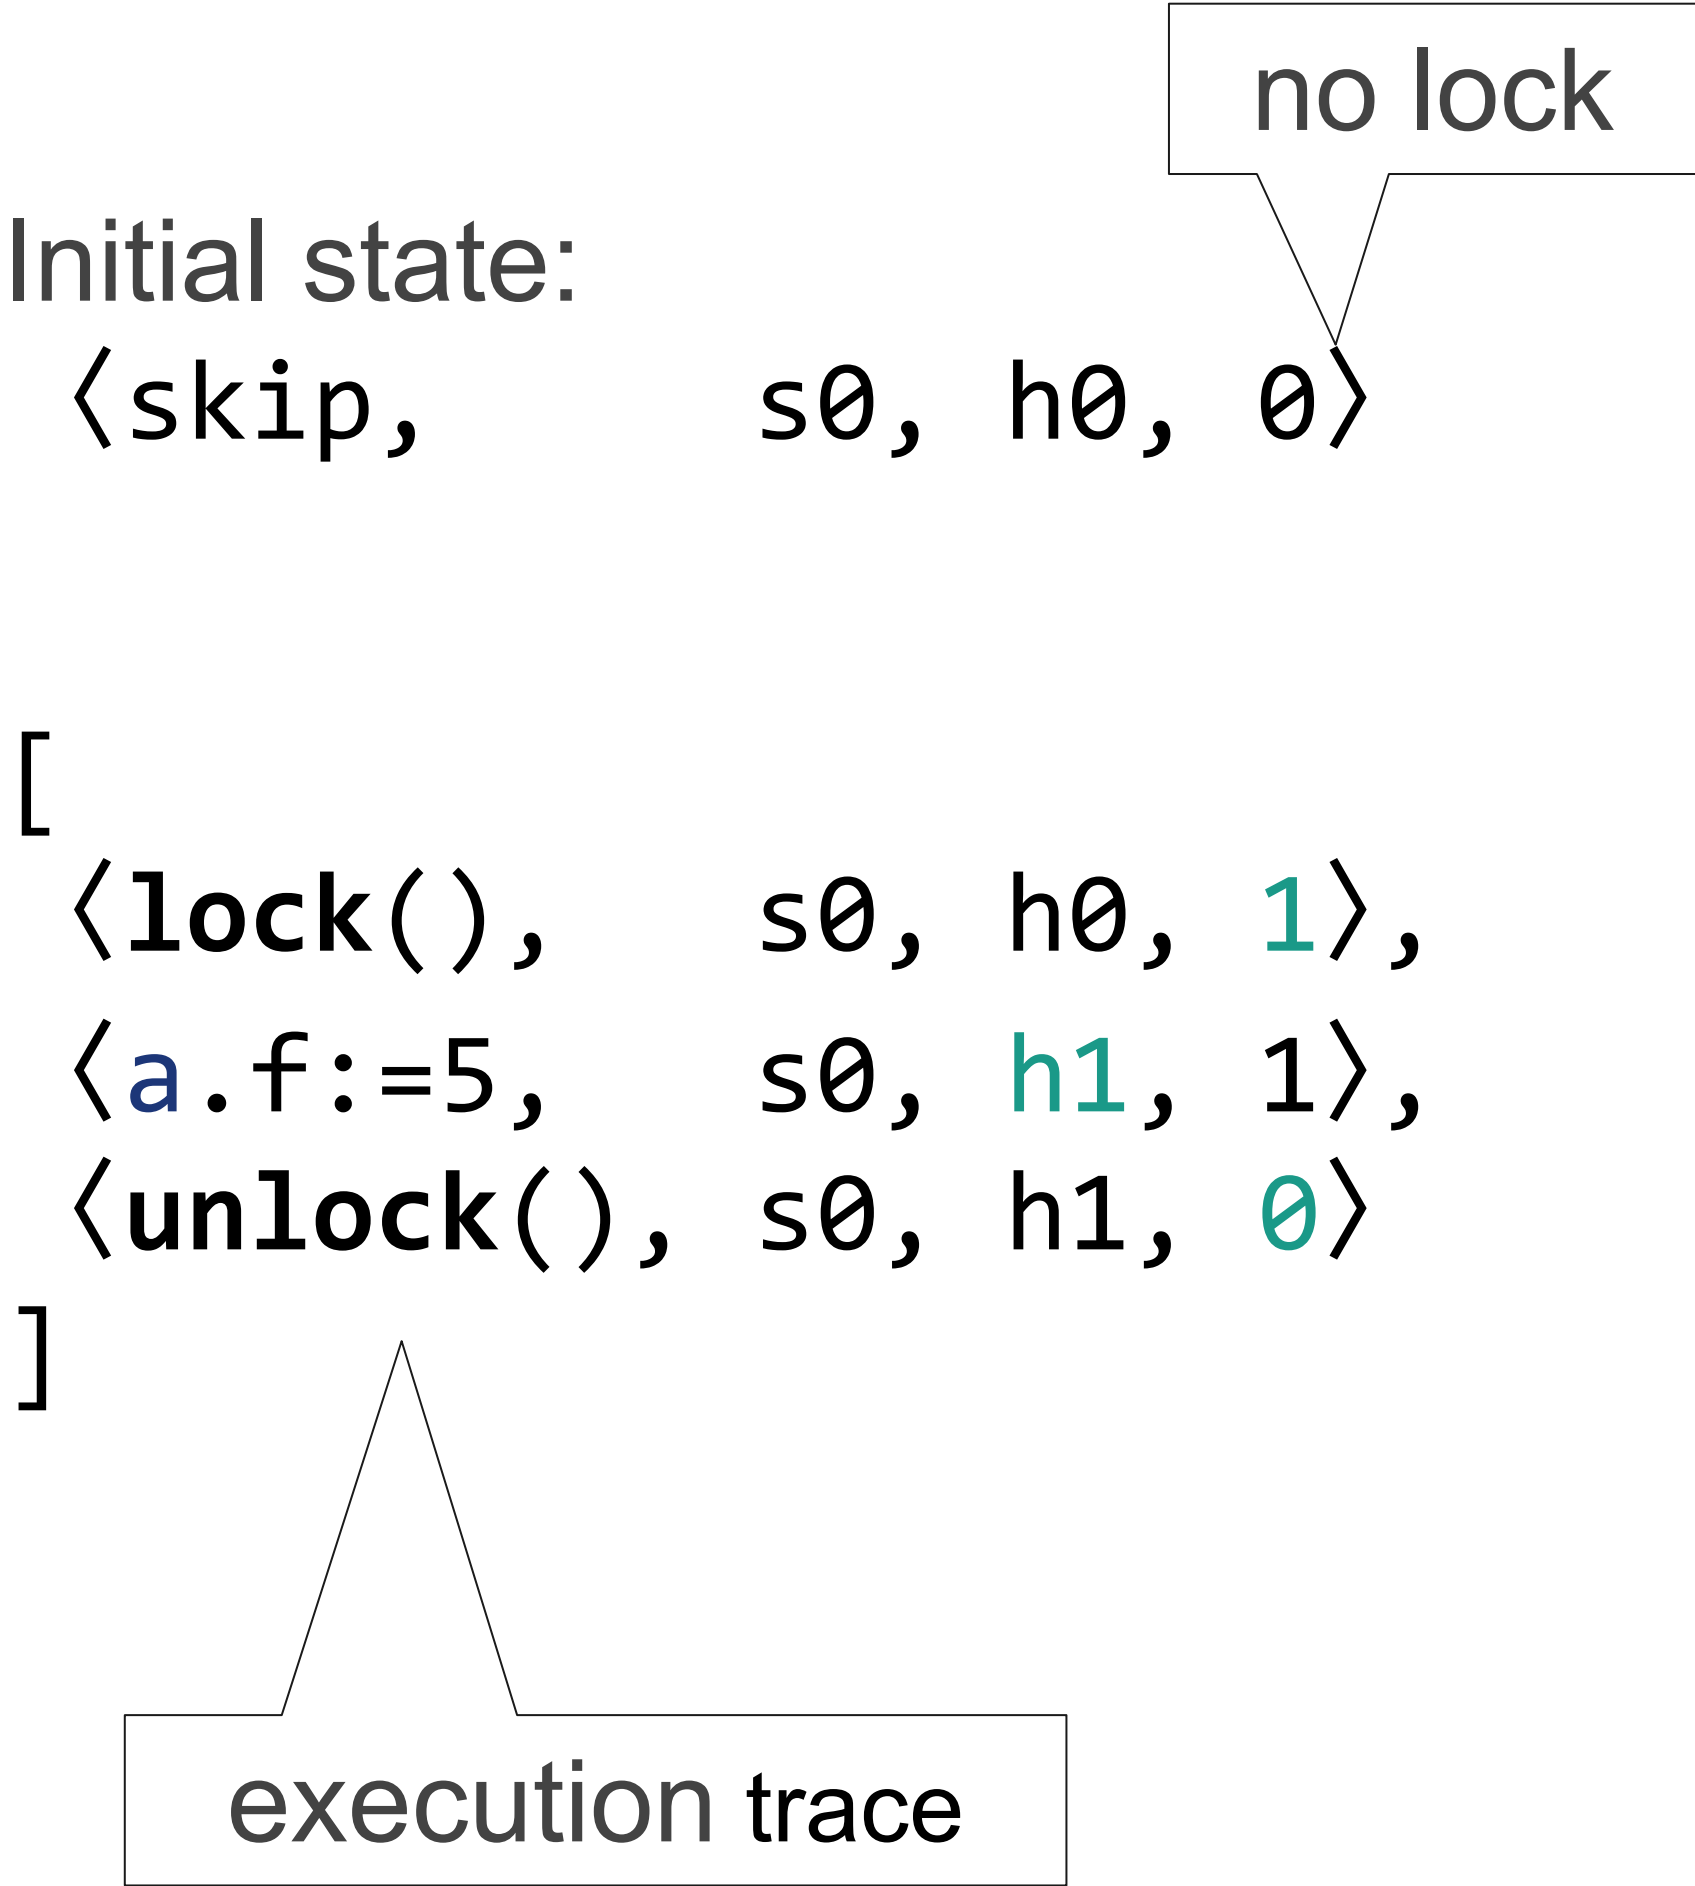 no lock
Initial state:
⟨skip, s0, h0, 0⟩
[
⟨lock(), s0, h0, 1⟩,
⟨a.f:=5, s0, h1, 1⟩,
⟨unlock(), s0, h1, 0⟩
]
execution trace